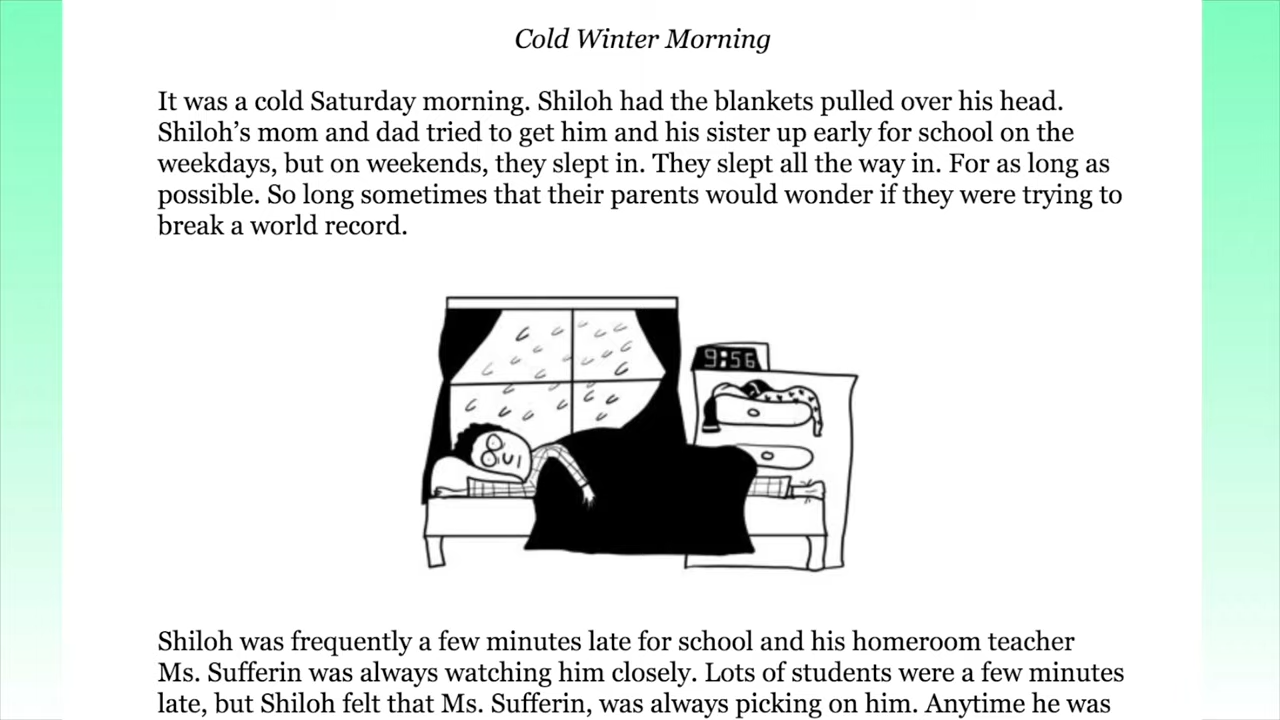 Cold Winter Morning
It was a cold Saturday morning. Shiloh had the blankets pulled over his head.
Shiloh’s mom and dad tried to get him and his sister up early for school on the
weekdays, but on weekends, they slept in. They slept all the way in. For as long as
possible. So long sometimes that their parents would wonder if they were trying to
break a world record.
9:56
Shiloh was frequently a few minutes late for school and his homeroom teacher
Ms. Sufferin was always watching him closely. Lots of students were a few minutes
late, but Shiloh felt that Ms. Sufferin, was always picking on him. Anytime he was